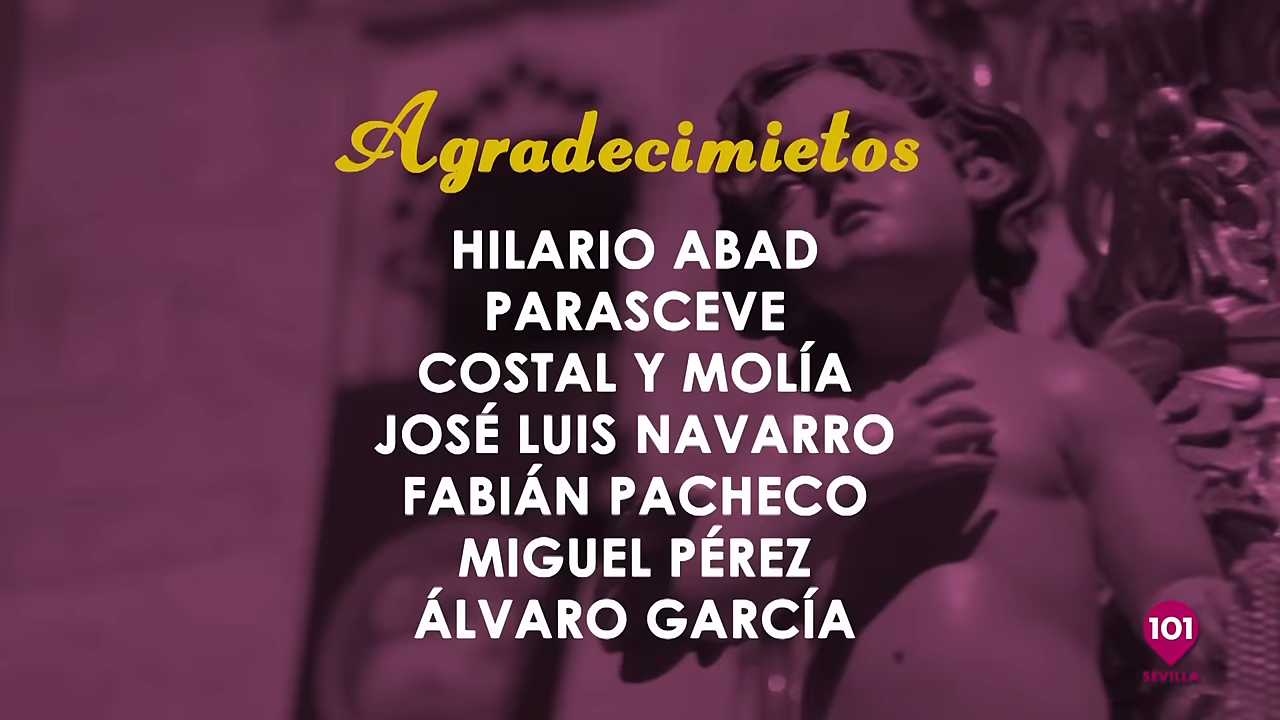 Agradecimietos
HILARIO ABAD
PARASCEVE
COSTAL Y MOLÍA
JOSÉ LUIS NAVARRO
FABIÁN PACHECO
MIGUEL PÉREZ
ÁLVARO GARCÍA
101
SEVILLA